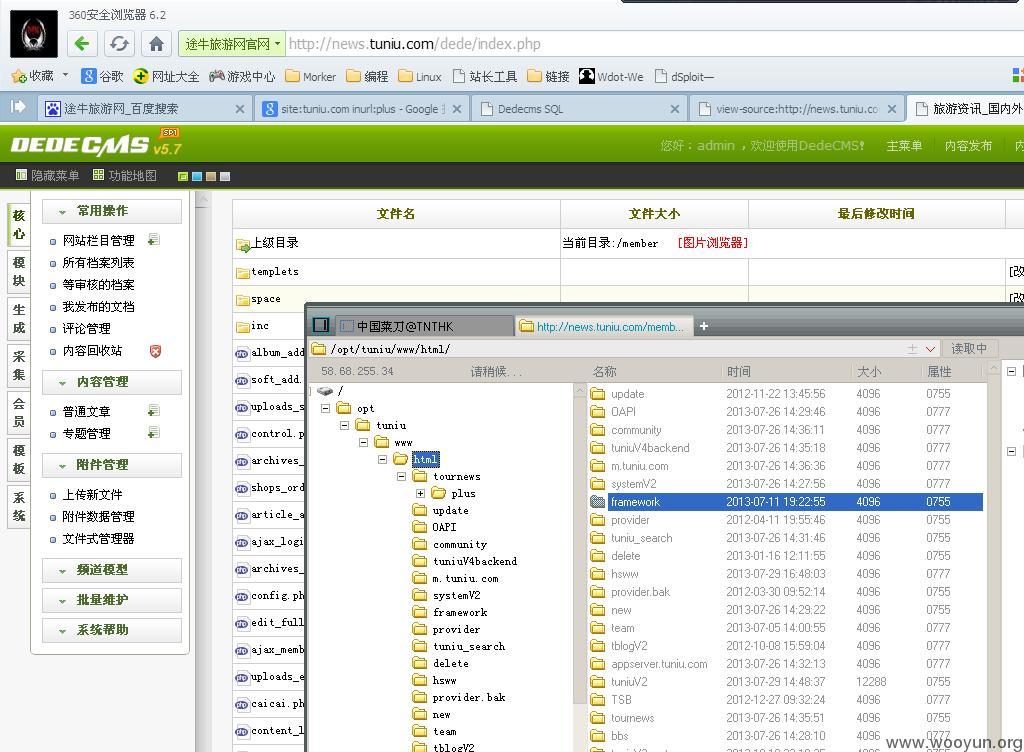 360安全浏览器 6.2
途牛旅游网官网 http://news.tuniu.com/dede/index.php
收藏 谷歌 网址大全 游戏中心 Morker 编程 Linux 站长工具 链接 Wdot-We dSploit—
途牛旅游网_百度搜索 site:tuniu.com inurl:plus - Google Dedecms SQL view-source:http://news.tuniu.co 旅游资讯_国内外
DEDECMS v5.7 SP1
您好：admin ，欢迎使用DedeCMS！ 主菜单 内容发布 内
隐藏菜单 功能地图
核心
模块
生成
采集
会员
模板
系统
常用操作
网站栏目管理
所有档案列表
等审核的档案
我发布的文档
评论管理
内容回收站
内容管理
普通文章
专题管理
附件管理
上传新文件
附件数据管理
文件式管理器
频道模型
批量维护
系统帮助
文件名 文件大小 最后修改时间
上级目录 当前目录:/member [图片浏览器]
templets [改
space [改
inc
album_add
soft_add.
uploads_s
control.p
archives_
shops_ord
article_a
ajax_logi
archives_
config.ph
edit_full
ajax_memb
uploads_e
caicai.ph
content_l
中国菜刀@TNTHK http://news.tuniu.com/memb... +
/opt/tuniu/www/html/ 读取中
58.68.255.34 请稍候...
/
opt
tuniu
www
html
tournews
plus
update
OAPI
community
tuniuV4backend
m.tuniu.com
systemV2
framework
provider
tuniu_search
delete
hsww
provider.bak
new
team
tblogV2
名称 时间 大小 属性
update 2012-11-22 13:45:56 4096 0755
OAPI 2013-07-26 14:29:46 4096 0777
community 2013-07-26 14:36:11 4096 0777
tuniuV4backend 2013-07-26 14:35:18 4096 0777
m.tuniu.com 2013-07-26 14:36:36 4096 0777
systemV2 2013-07-26 14:27:56 4096 0777
framework 2013-07-11 19:22:55 4096 0755
provider 2012-04-11 19:55:46 4096 0777
tuniu_search 2013-07-26 14:31:46 4096 0777
delete 2013-01-16 12:11:55 4096 0777
hsww 2013-07-29 16:48:03 4096 0777
provider.bak 2012-03-30 09:52:14 4096 0777
new 2013-07-26 14:29:22 4096 0777
team 2013-07-05 14:00:55 4096 0777
tblogV2 2012-10-08 15:59:04 4096 0777
appserver.tuniu.com 2013-07-26 14:32:13 4096 0777
tuniuV2 2013-07-29 14:48:37 12288 0777
TSB 2012-12-27 09:32:24 4096 0777
tournews 2013-07-26 14:35:51 4096 0777
bbs 2013-07-26 14:28:10 4096 0777
www.wooyun.org